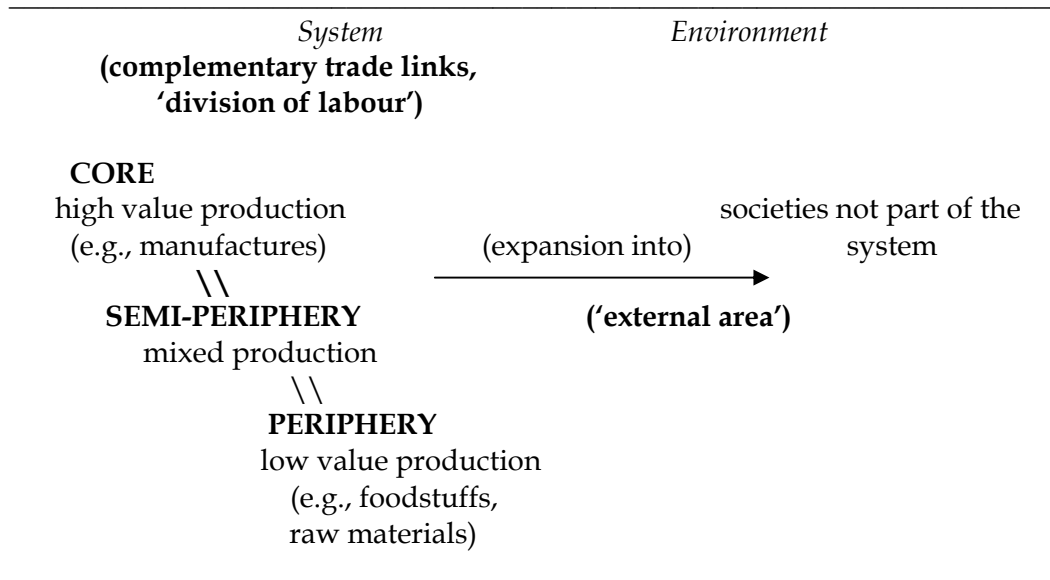 System Environment
(complementary trade links,
‘division of labour’)
CORE
high value production societies not part of the
(e.g., manufactures) (expansion into) system
\ \
SEMI-PERIPHERY (‘external area’)
mixed production
\ \
PERIPHERY
low value production
(e.g., foodstuffs,
raw materials)